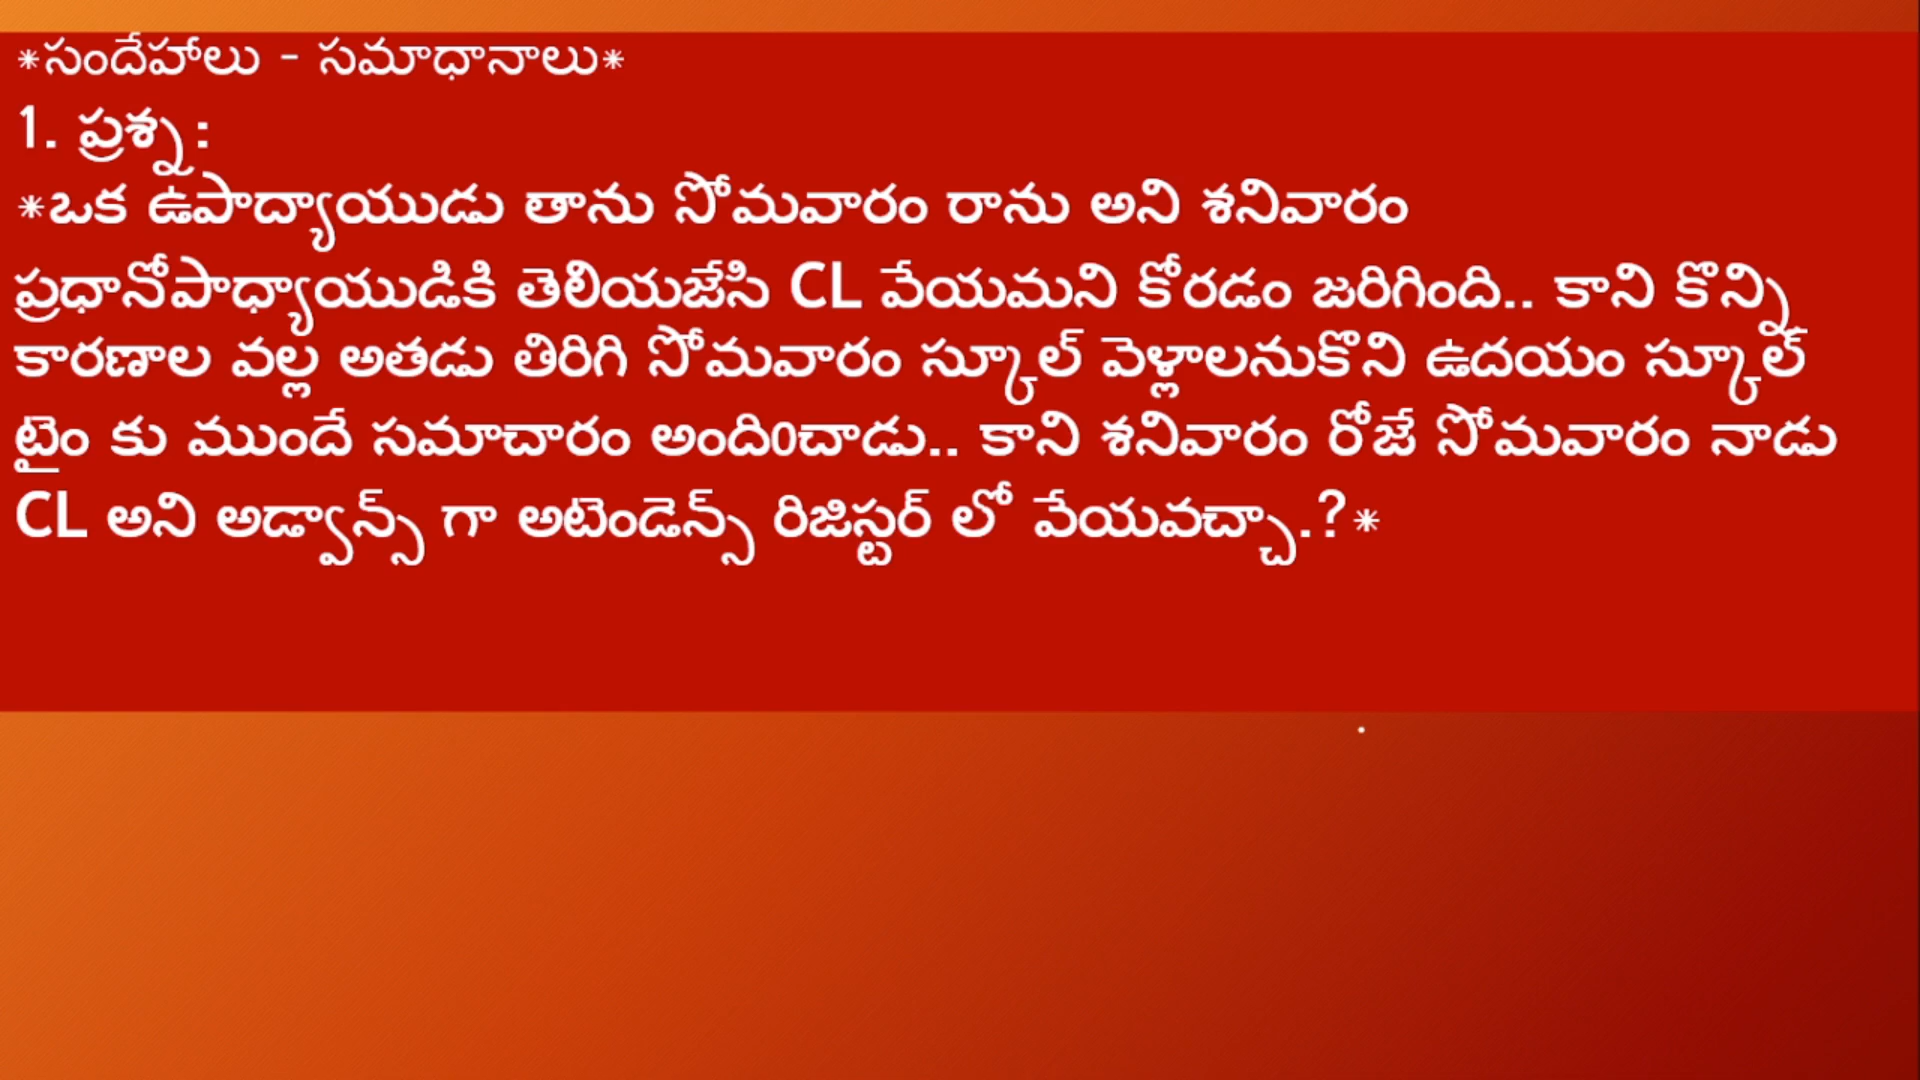 *సందేహాలు - సమాధానాలు*
1. ప్రశ్న :
*ఒక ఉపాద్యాయుడు తాను సోమవారం రాను అని శనివారం
ప్రధానోపాధ్యాయుడికి తెలియజేసి CL వేయమని కోరడం జరిగింది.. కాని కొన్ని
కారణాల వల్ల అతడు తిరిగి సోమవారం స్కూల్ వెళ్లాలనుకొని ఉదయం స్కూల్
టైం కు ముందే సమాచారం అంది0చాడు.. కాని శనివారం రోజే సోమవారం నాడు
CL అని అడ్వాన్స్ గా అటెండెన్స్ రిజిస్టర్ లో వేయవచ్చా.?*